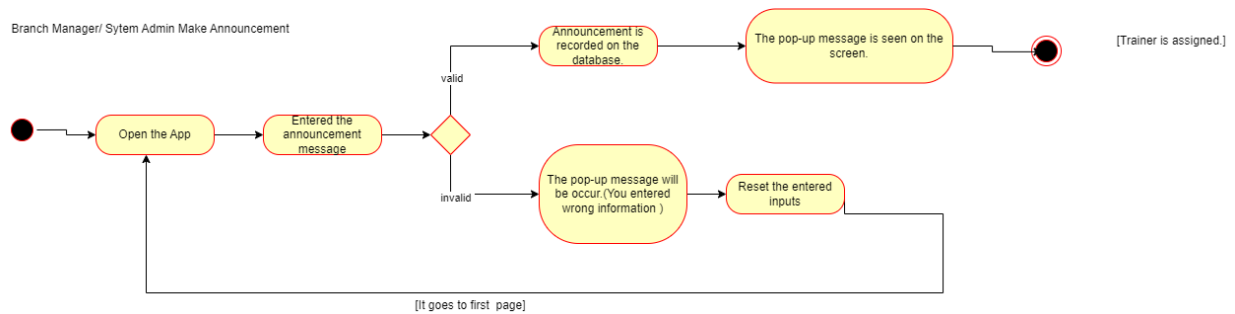 Branch Manager/ Sytem Admin Make Announcement
Announcement is
recorded on the
database.
The pop-up message is seen on the
screen.
[Trainer is assigned.]
valid
Open the App
Entered the
announcement
message
invalid
The pop-up message will
be occur.(You entered
wrong information )
Reset the entered
inputs
[It goes to first  page]